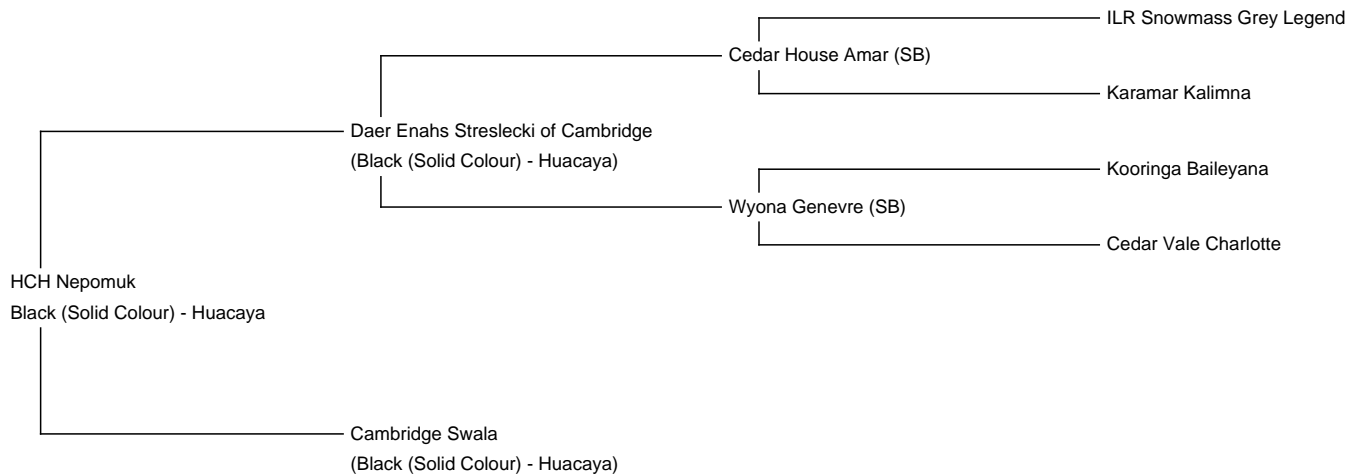 ILR Snowmass Grey Legend
Cedar House Amar (SB)
Karamar Kalimna
Daer Enahs Streslecki of Cambridge
(Black (Solid Colour) - Huacaya)
Kooringa Baileyana
Wyona Genevre (SB)
Cedar Vale Charlotte
HCH Nepomuk
Black (Solid Colour) - Huacaya
Cambridge Swala
(Black (Solid Colour) - Huacaya)